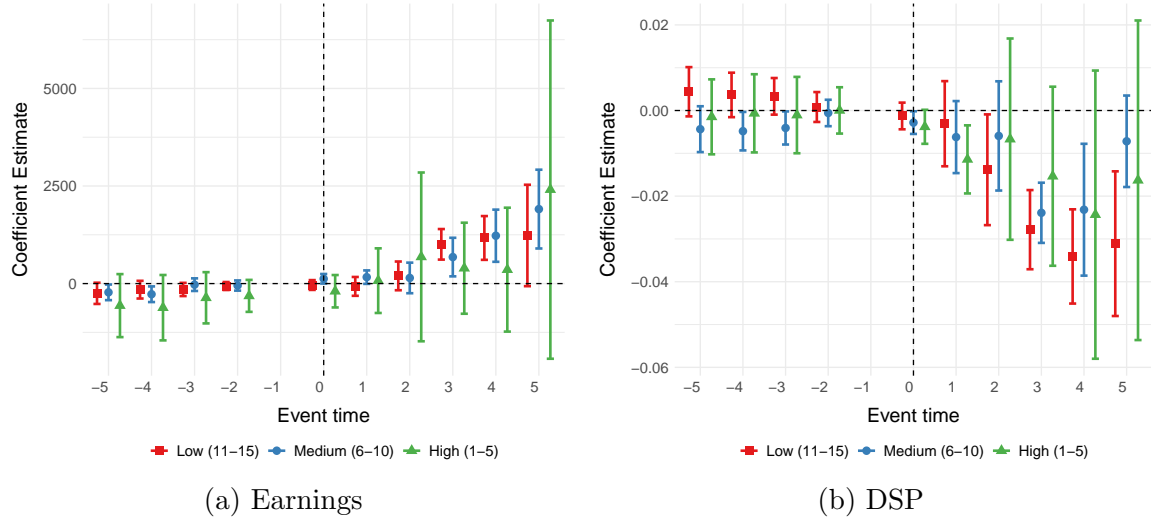 5000
2500
0
Coefficient Estimate
−5 −4 −3 −2 −1 0 1 2 3 4 5
Event time
Low (11−15) Medium (6−10) High (1−5)
(a) Earnings
0.02
0.00
−0.02
−0.04
−0.06
Coefficient Estimate
−5 −4 −3 −2 −1 0 1 2 3 4 5
Event time
Low (11−15) Medium (6−10) High (1−5)
(b) DSP